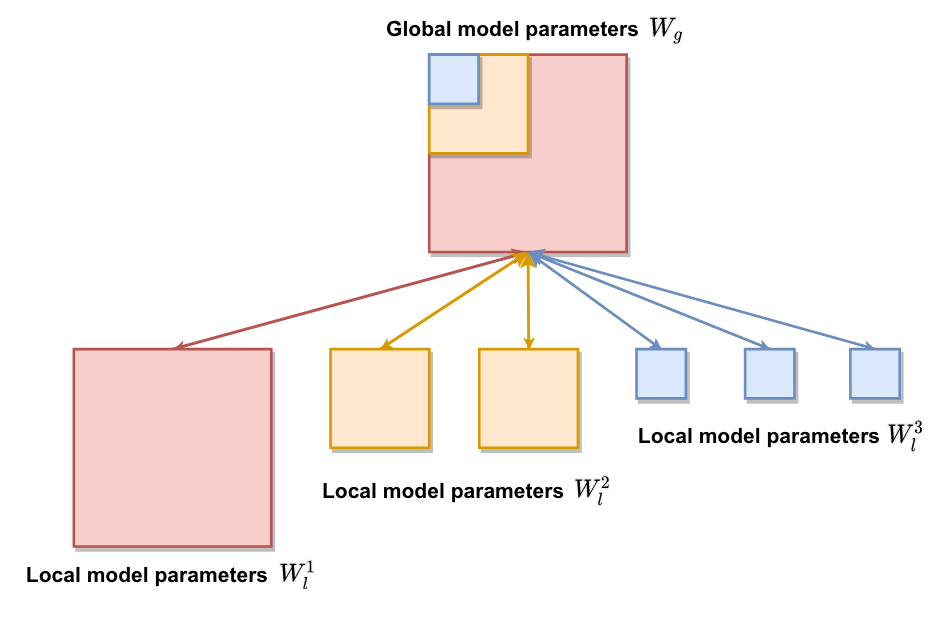 Global model parameters $W_g$
Local model parameters $W_l^3$
Local model parameters $W_l^2$
Local model parameters $W_l^1$